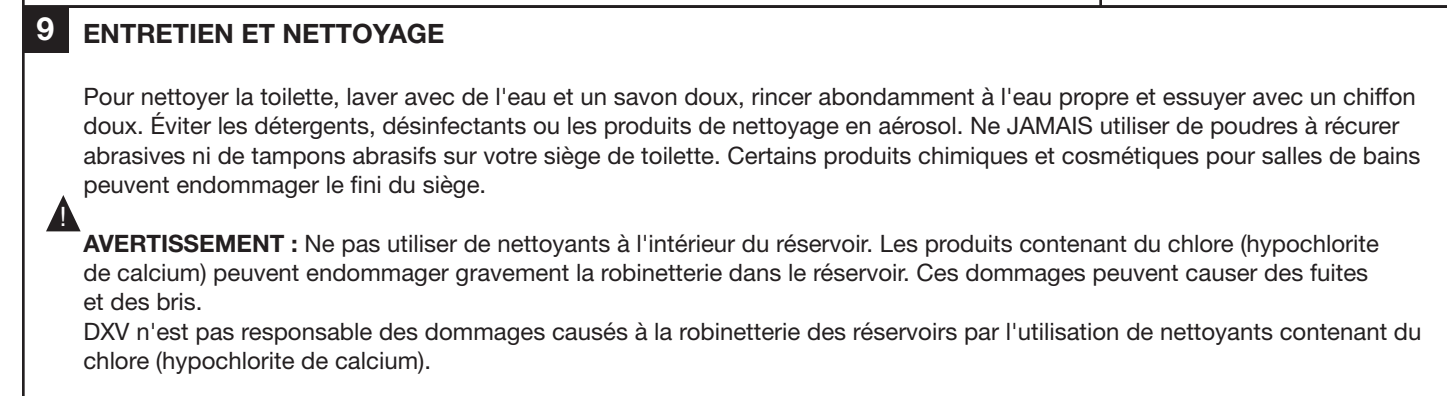 9 ENTRETIEN ET NETTOYAGE
Pour nettoyer la toilette, laver avec de l'eau et un savon doux, rincer abondamment à l'eau propre et essuyer avec un chiffon
doux. Éviter les détergents, désinfectants ou les produits de nettoyage en aérosol. Ne JAMAIS utiliser de poudres à récurer
abrasives ni de tampons abrasifs sur votre siège de toilette. Certains produits chimiques et cosmétiques pour salles de bains
peuvent endommager le fini du siège.
!
AVERTISSEMENT : Ne pas utiliser de nettoyants à l'intérieur du réservoir. Les produits contenant du chlore (hypochlorite
de calcium) peuvent endommager gravement la robinetterie dans le réservoir. Ces dommages peuvent causer des fuites
et des bris.
DXV n'est pas responsable des dommages causés à la robinetterie des réservoirs par l'utilisation de nettoyants contenant du
chlore (hypochlorite de calcium).